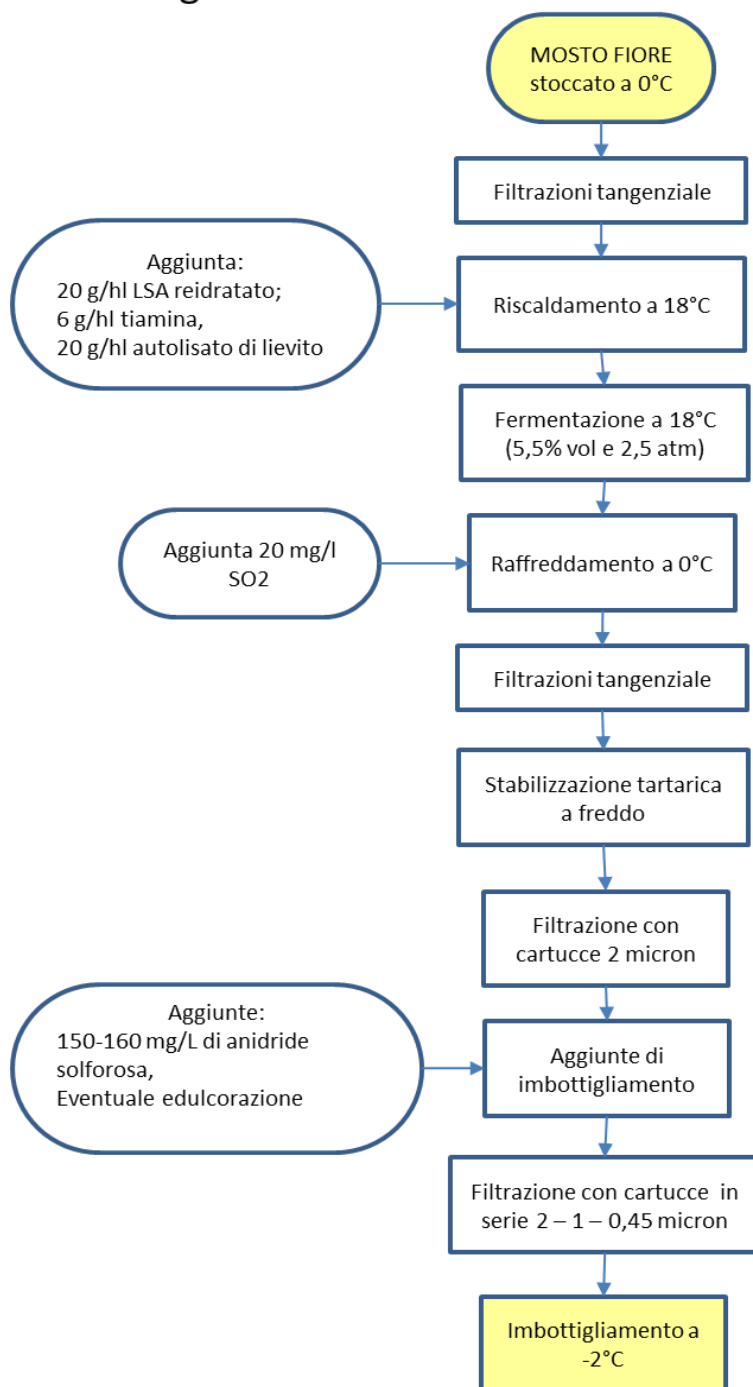 MOSTO FIORE
stoccato a 0°C
Filtrazioni tangenziale
Aggiunta:
20 g/hl LSA reidratato;
6 g/hl tiamina,
20 g/hl autolisato di lievito
Riscaldamento a 18°C
Fermentazione a 18°C
(5,5% vol e 2,5 atm)
Aggiunta 20 mg/l
SO2
Raffreddamento a 0°C
Filtrazioni tangenziale
Stabilizzazione tartarica
a freddo
Filtrazione con
cartucce 2 micron
Aggiunte:
150-160 mg/L di anidride
solforosa,
Eventuale edulcorazione
Aggiunte di
imbottigliamento
Filtrazione con cartucce in
serie 2 – 1 – 0,45 micron
Imbottigliamento a
-2°C